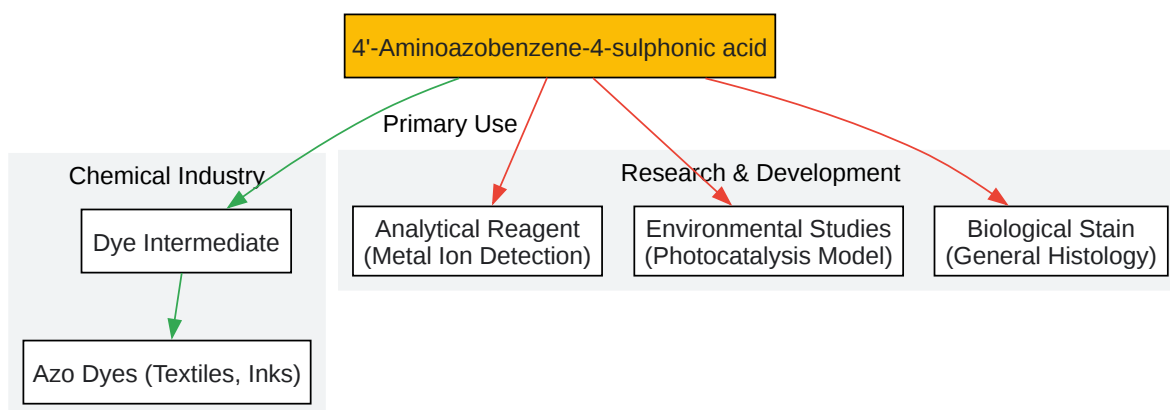 4'-Aminoazobenzene-4-sulphonic acid
Primary Use
Chemical Industry
Research & Development
Dye Intermediate
Analytical Reagent
(Metal Ion Detection)
Environmental Studies
(Photocatalysis Model)
Biological Stain
(General Histology)
Azo Dyes (Textiles, Inks)